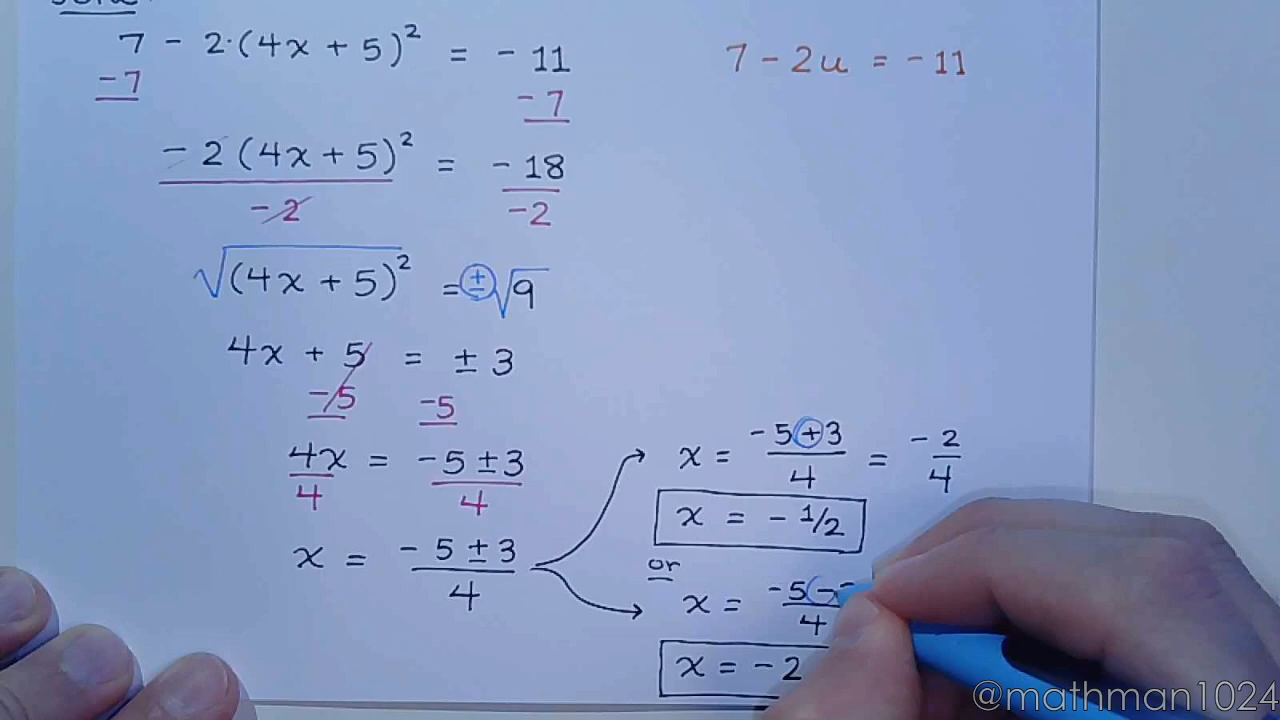 7 - 2·(4x + 5)² = - 11
-7 -7
- 2 (4x + 5)² = - 18
-2 -2
√(4x + 5)² = ± √9
4x + 5 = ± 3
-5 -5
4x = -5 ± 3
4 4
x = - 5 ± 3
4
7 - 2u = - 11
x = -5 + 3 = - 2
4 4
x = - 1/2
or
x = -5 -
4
x = - 2
@mathman1024